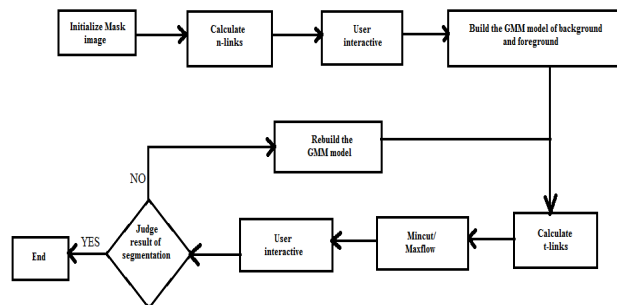 Initialize Mask
image
Calculate
n-links
User
interactive
Build the GMM model of background
and foreground
Rebuild the
GMM model
NO
Judge
result of
segmentation
YES
End
User
interactive
Mincut/
Maxflow
Calculate
t-links